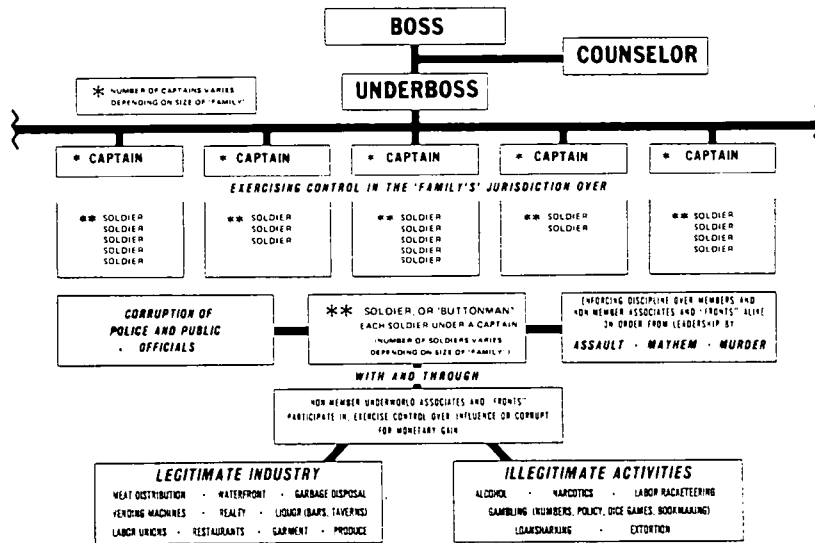 BOSS
COUNSELOR
UNDERBOSS
* NUMBER OF CAPTAINS VARIES
DEPENDING ON SIZE OF 'FAMILY'
* CAPTAIN
* CAPTAIN
* CAPTAIN
* CAPTAIN
* CAPTAIN
EXERCISING CONTROL IN THE 'FAMILY'S' JURISDICTION OVER
** SOLDIER
SOLDIER
SOLDIER
SOLDIER
SOLDIER
** SOLDIER
SOLDIER
SOLDIER
** SOLDIER
SOLDIER
SOLDIER
SOLDIER
SOLDIER
** SOLDIER
SOLDIER
** SOLDIER
SOLDIER
SOLDIER
SOLDIER
CORRUPTION OF
POLICE AND PUBLIC
OFFICIALS
** SOLDIER, OR 'BUTTONMAN'
EACH SOLDIER UNDER A CAPTAIN
(NUMBER OF SOLDIERS VARIES
DEPENDING ON SIZE OF 'FAMILY')
ENFORCING DISCIPLINE OVER MEMBERS AND
NON MEMBER ASSOCIATES AND "FRONTS" ALIKE
ON ORDER FROM LEADERSHIP BY
ASSAULT · MAYHEM · MURDER
WITH AND THROUGH
NON MEMBER UNDERWORLD ASSOCIATES AND "FRONTS"
PARTICIPATE IN, EXERCISE CONTROL OVER INFLUENCE OR CORRUPT
FOR MONETARY GAIN
LEGITIMATE INDUSTRY
MEAT DISTRIBUTION · WATERFRONT · GARBAGE DISPOSAL
VENDING MACHINES · REALTY · LIQUOR (BARS, TAVERNS)
LABOR UNIONS · RESTAURANTS · GARMENT · PRODUCE
ILLEGITIMATE ACTIVITIES
ALCOHOL · NARCOTICS · LABOR RACKETEERING
GAMBLING (NUMBERS, POLICY, DICE GAMES, BOOKMAKING)
LOANSHARKING · EXTORTION